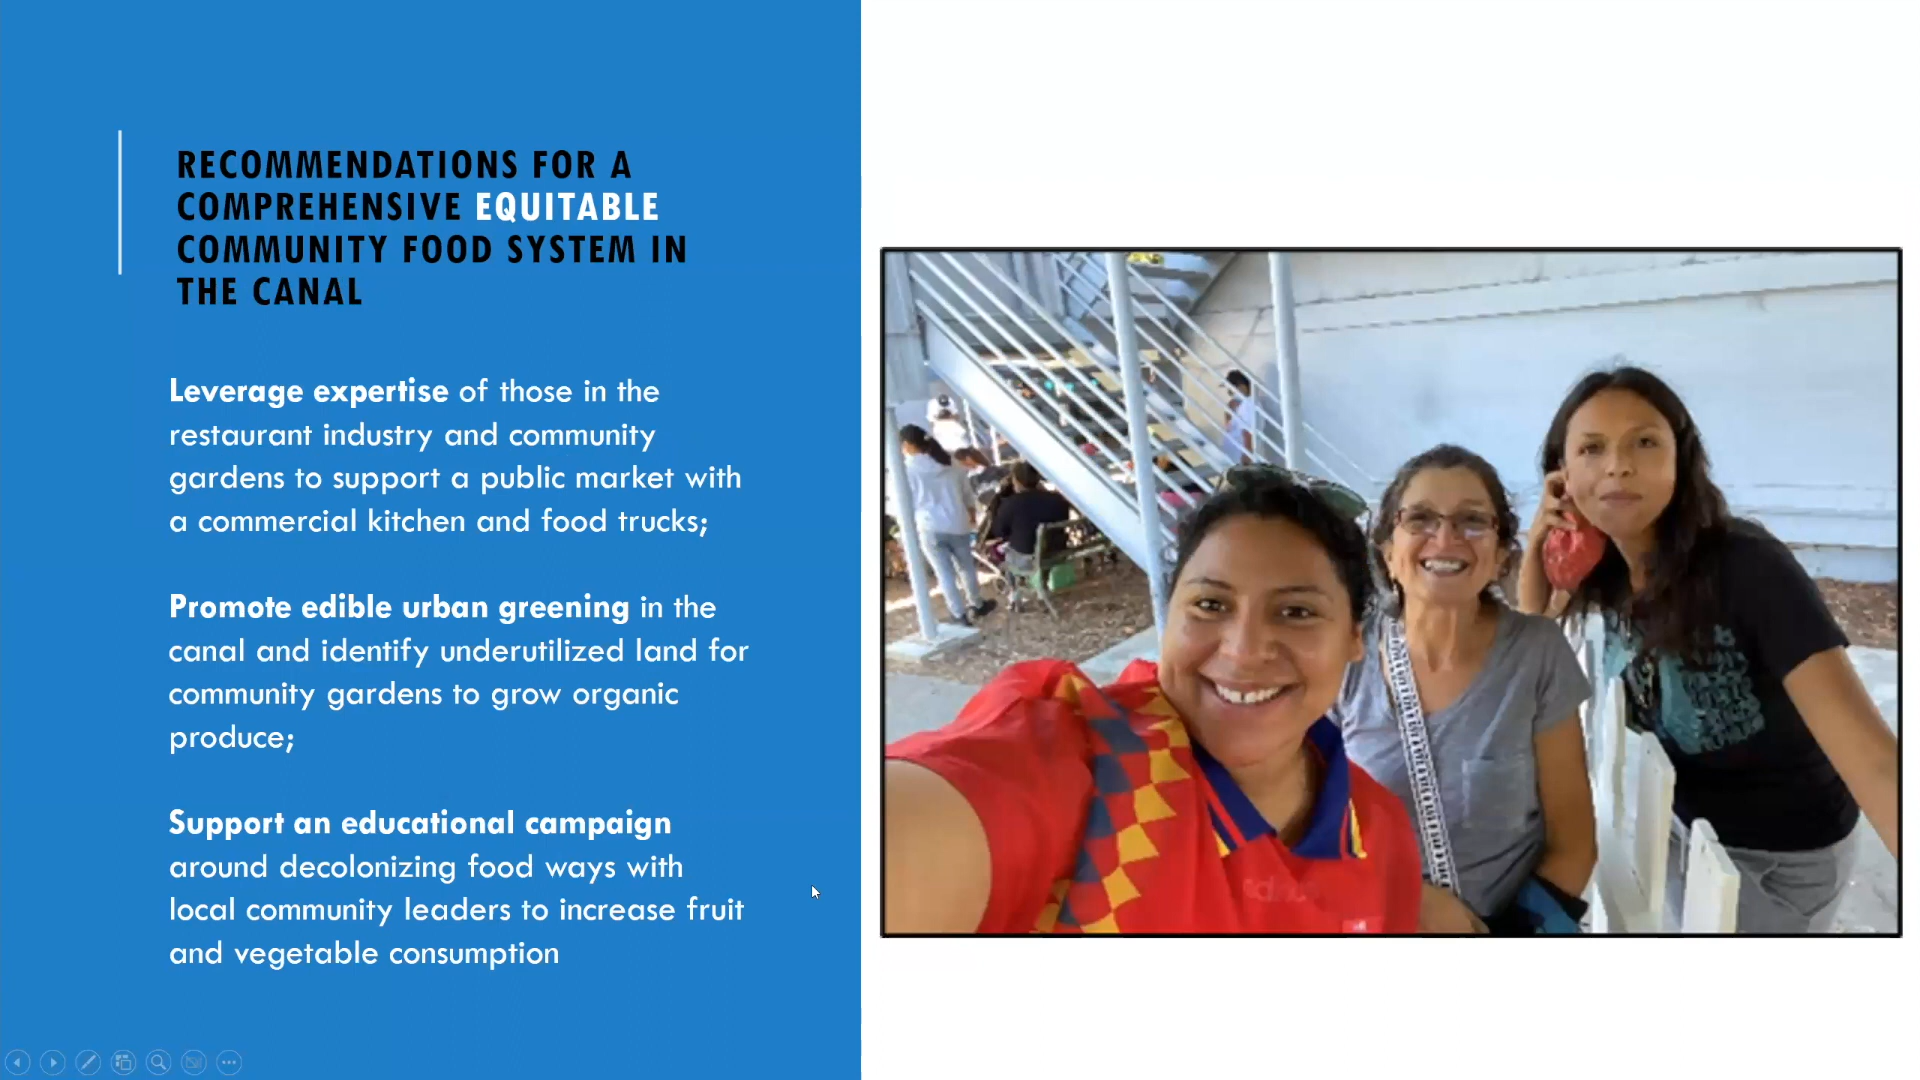 RECOMMENDATIONS FOR A
COMPREHENSIVE EQUITABLE
COMMUNITY FOOD SYSTEM IN
THE CANAL
Leverage expertise of those in the
restaurant industry and community
gardens to support a public market with
a commercial kitchen and food trucks;
Promote edible urban greening in the
canal and identify underutilized land for
community gardens to grow organic
produce;
Support an educational campaign
around decolonizing food ways with
local community leaders to increase fruit
and vegetable consumption